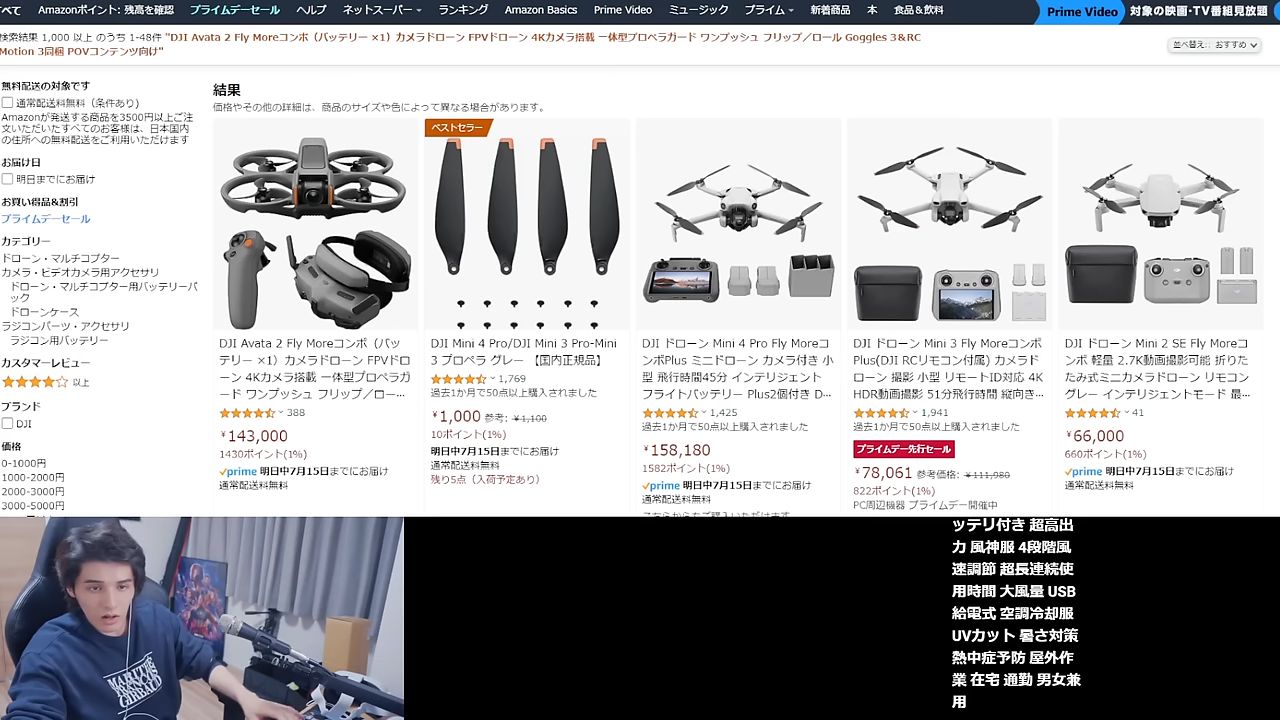 べて Amazonポイント: 残高を確認 プライムデーセール ヘルプ ネットスーパー ランキング Amazon Basics Prime Video ミュージック プライム 新着商品 本 食品&飲料 Prime Video 対象の映画・TV番組見放題
検索結果 1,000 以上 のうち 1-48件 "DJI Avata 2 Fly Moreコンボ（バッテリー ×1）カメラドローン FPVドローン 4Kカメラ搭載 一体型プロペラガード ワンプッシュ フリップ／ロール Goggles 3＆RC
Motion 3同梱 POVコンテンツ向け"
並べ替え: おすすめ
無料配送の対象です
通常配送料無料（条件あり）
Amazonが発送する商品を3500円以上ご注
文いただいたすべてのお客様は、日本国内
の住所への無料配送をご利用いただけます
お届け日
明日までにお届け
お買い得品&割引
プライムデーセール
カテゴリー
ドローン・マルチコプター
カメラ・ビデオカメラ用アクセサリ
ドローン・マルチコプター用バッテリーパ
ック
ドローンケース
ラジコンパーツ・アクセサリ
ラジコン用バッテリー
カスタマーレビュー
以上
ブランド
DJI
価格
0-1000円
1000-2000円
2000-3000円
3000-5000円
結果
価格やその他の詳細は、商品のサイズや色によって異なる場合があります。
DJI Avata 2 Fly Moreコンボ（バッ
テリー ×1）カメラドローン FPVドロ
ーン 4Kカメラ搭載 一体型プロペラガ
ード ワンプッシュ フリップ／ロー…
388
￥143,000
1430ポイント(1%)
prime 明日中7月15日までにお届け
通常配送料無料
ベストセラー
DJI Mini 4 Pro/DJI Mini 3 Pro-Mini
3 プロペラ グレー 【国内正規品】
1,769
過去1か月で50点以上購入されました
￥1,000 参考: ￥1,100
10ポイント(1%)
明日中7月15日までにお届け
通常配送料無料
残り5点（入荷予定あり）
DJI ドローン Mini 4 Pro Fly Moreコ
ンボPlus ミニドローン カメラ付き 小
型 飛行時間45分 インテリジェント
フライトバッテリー Plus2個付き D…
1,425
過去1か月で50点以上購入されました
￥158,180
1582ポイント(1%)
prime 明日中7月15日までにお届け
通常配送料無料
こちらからもご購入いただけます
DJI ドローン Mini 3 Fly Moreコンボ
Plus(DJI RCリモコン付属) カメラド
ローン 撮影 小型 リモートID対応 4K
HDR動画撮影 51分飛行時間 縦向き…
1,941
過去1か月で50点以上購入されました
プライムデー先行セール
￥78,061 参考価格: ￥111,980
822ポイント(1%)
PC周辺機器 プライムデー開催中
DJI ドローン Mini 2 SE Fly Moreコ
ンボ 軽量 2.7K動画撮影可能 折りた
たみ式ミニカメラドローン リモコン
グレー インテリジェントモード 最…
41
￥66,000
660ポイント(1%)
prime 明日中7月15日までにお届け
通常配送料無料
ッテリ付き 超高出
力 風神服 4段階風
速調節 超長連続使
用時間 大風量 USB
給電式 空調冷却服
UVカット 暑さ対策
熱中症予防 屋外作
業 在宅 通勤 男女兼
用